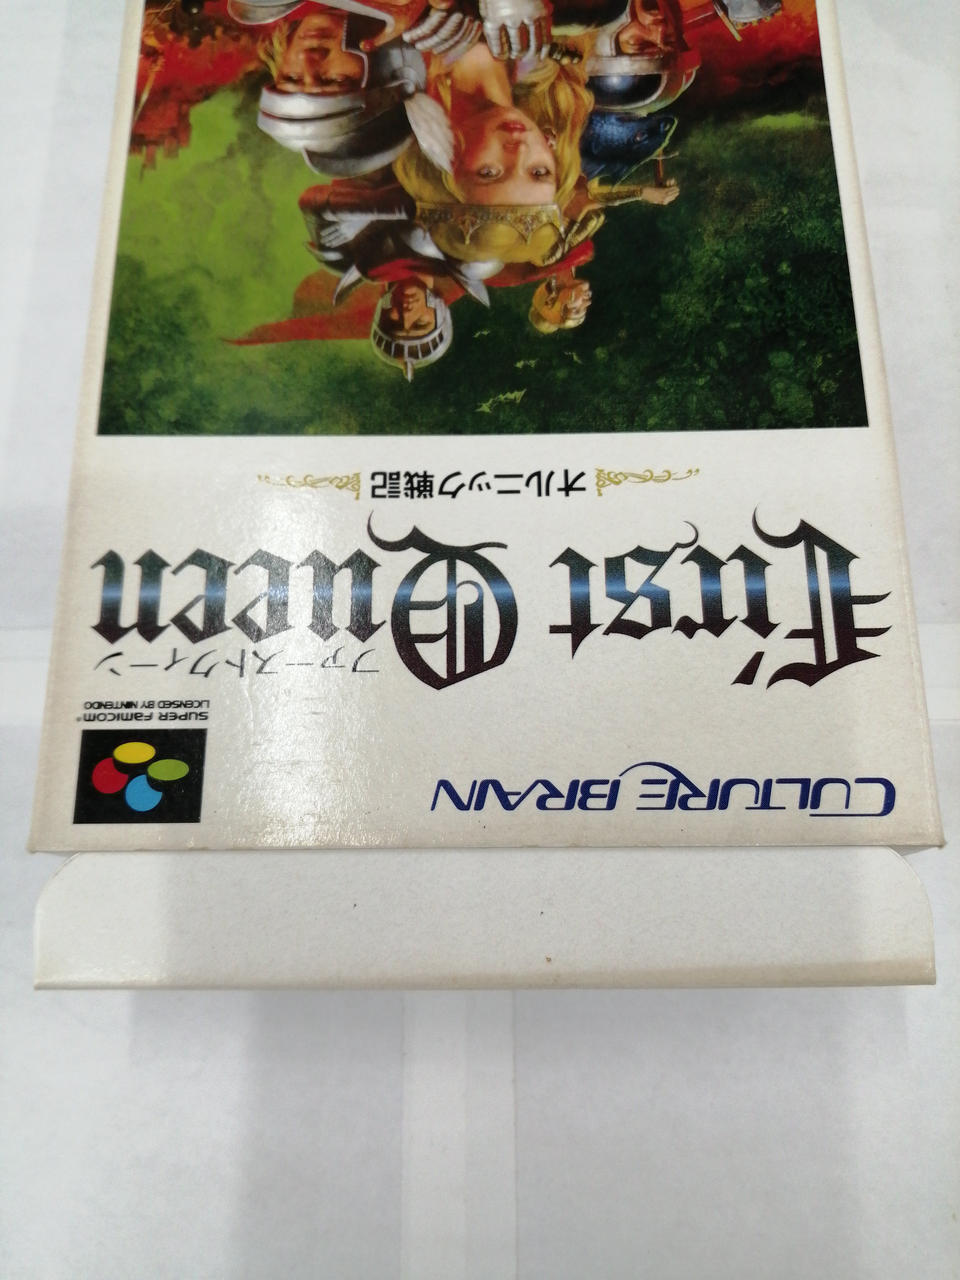 CULTURE BRAIN
SUPER FAMICOM®
LICENSED BY NINTENDO
ファーストクィーン
First Queen
オルニック戦記